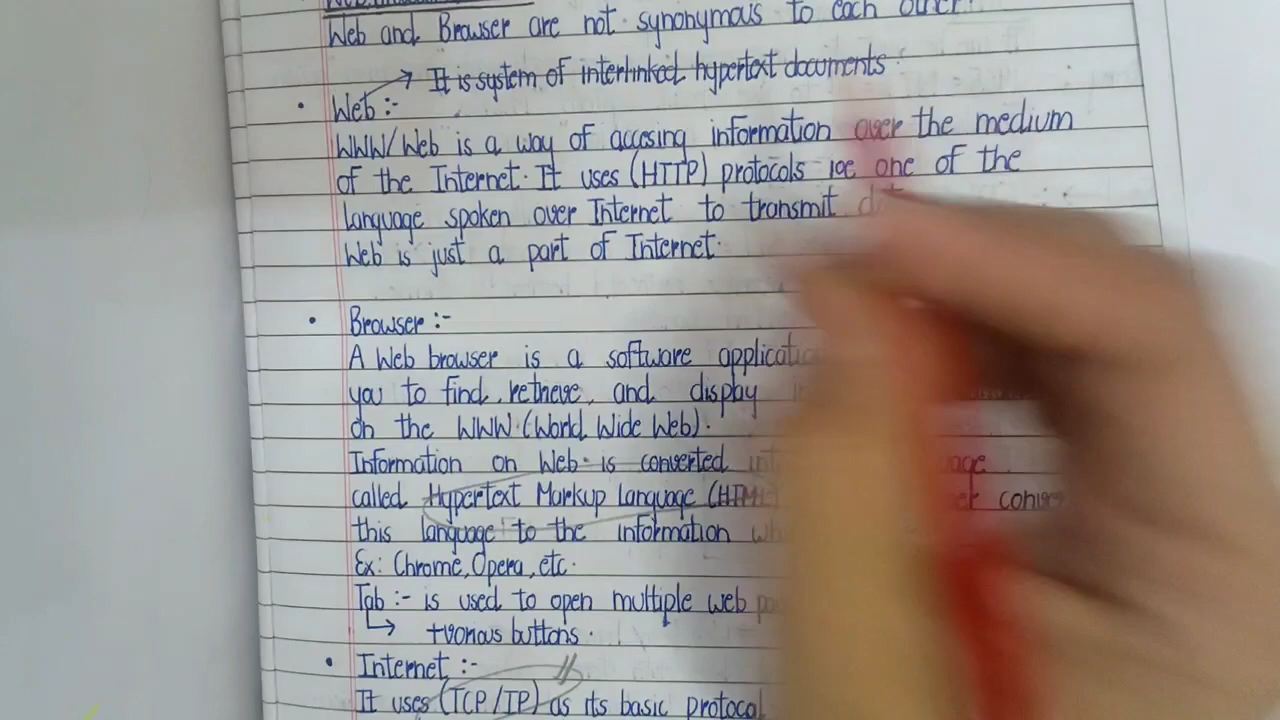 Web and Browser are not synonymous to each other.
It is system of interlinked hypertext documents.
• Web :-
WWW/Web is a way of accesing information over the medium
of the Internet. It uses (HTTP) protocols one of the
language spoken over Internet to transmit
Web is just a part of Internet.
• Browser :-
A Web browser is a software
you to find, retrieve, and display
on the WWW.(World Wide Web).
Information on Web is converted
called Hypertext Markup Language
this language to the information
Ex: Chrome, Opera, etc.
Tab :- is used to open multiple web
buttons.
• Internet :-
It uses (TCP/IP) as its basic protocol